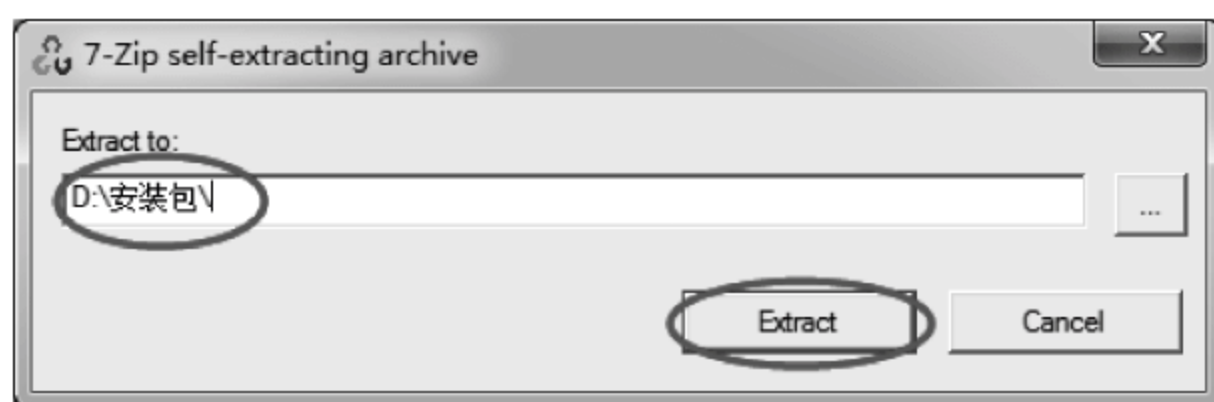 7-Zip self-extracting archive
Extract to:
D:\安装包\
...
Extract Cancel